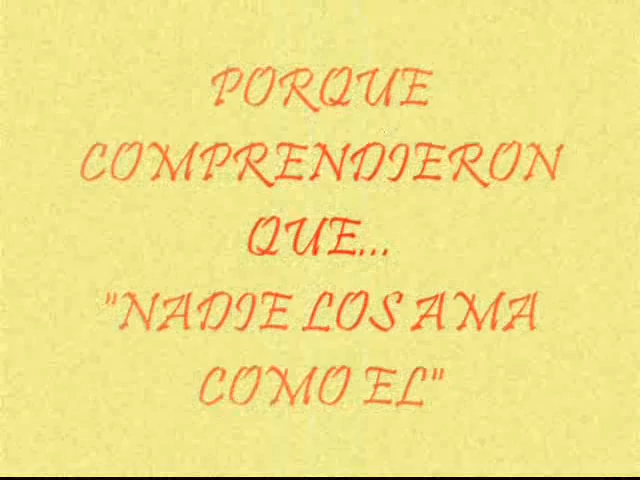 PORQUE
COMPRENDIERON
QUE...
"NADIE LOS AMA
COMO EL"